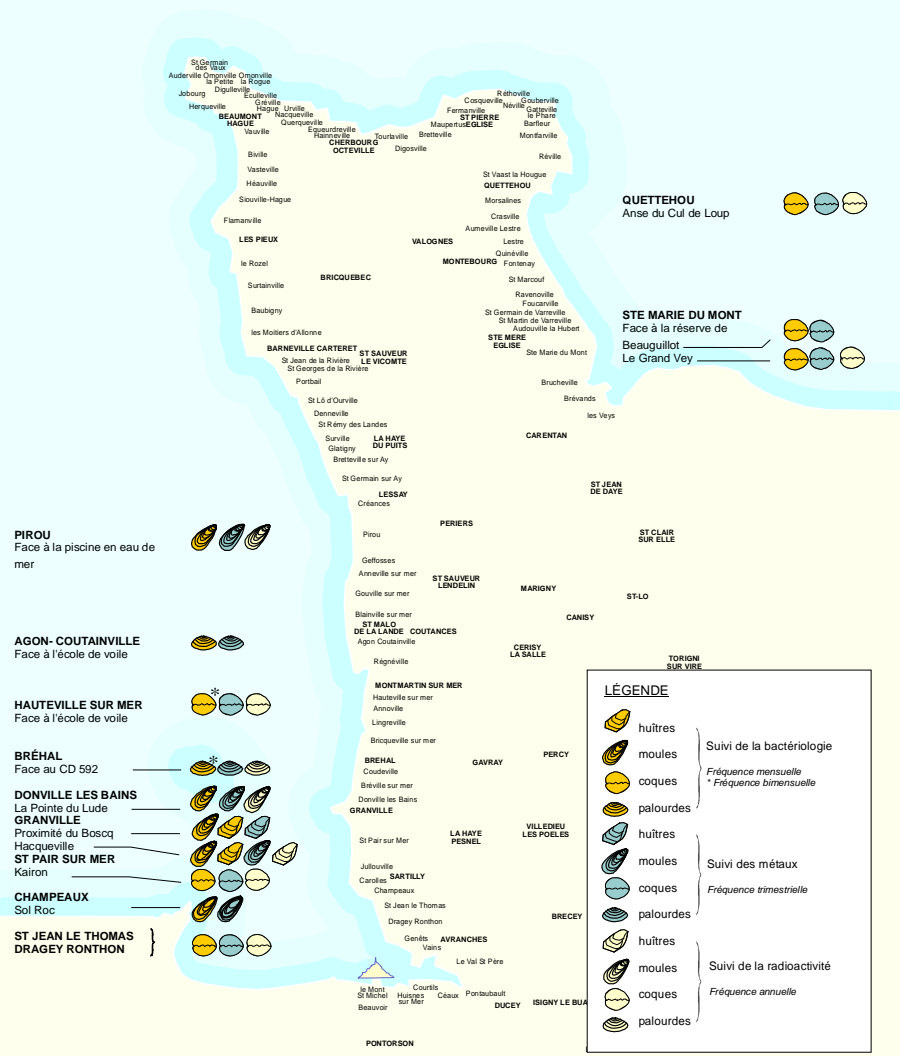 St Germain
des Vaux
Auderville Omonville Omonville
la Petite la Rogue
Digulleville
Jobourg
Eculleville
Herqueville
Gréville
Hague
Urville
BEAUMONT
HAGUE
Nacqueville
Querqueville
Vauville
Equeurdreville
Hainneville
CHERBOURG
OCTEVILLE
Tourlaville
Digosville
Bretteville
Maupertus
Fermanville
Cosqueville
ST PIERRE
EGLISE
Réthoville
Néville
Gouberville
Gatteville
le Phare
Barfleur
Montfarville
Réville
Biville
Vasteville
Héauville
Siouville-Hague
Flamanville
LES PIEUX
le Rozel
Surtainville
Baubigny
les Moitiers d'Allonne
St Vaast la Hougue
QUETTEHOU
Morsalines
Crasville
Aumeville Lestre
Lestre
VALOGNES
Quinéville
MONTEBOURG
Fontenay
BRICQUEBEC
St Marcouf
Ravenoville
Foucarville
St Germain de Varreville
St Martin de Varreville
Audouville la Hubert
STE MERE
EGLISE
Ste Marie du Mont
BARNEVILLE CARTERET
ST SAUVEUR
LE VICOMTE
St Jean de la Rivière
St Georges de la Rivière
Portbail
Brucheville
Brévands
les Veys
St Lô d'Ourville
Denneville
St Rémy des Landes
Surville
LA HAYE
DU PUITS
Glatigny
Bretteville sur Ay
CARENTAN
St Germain sur Ay
LESSAY
Créances
ST JEAN
DE DAYE
PERIERS
Pirou
ST CLAIR
SUR ELLE
Geffosses
Anneville sur mer
ST SAUVEUR
LENDELIN
Gouville sur mer
MARIGNY
ST-LO
Blainville sur mer
ST MALO
DE LA LANDE
COUTANCES
CANISY
Agon Coutainville
Régnéville
CERISY
LA SALLE
TORIGNI
SUR VIRE
MONTMARTIN SUR MER
Hauteville sur mer
Annoville
Lingreville
Bricqueville sur mer
BREHAL
GAVRAY
PERCY
Coudeville
Bréville sur mer
Donville les Bains
GRANVILLE
St Pair sur Mer
LA HAYE
PESNEL
VILLEDIEU
LES POELES
Jullouville
Carolles
SARTILLY
Champeaux
St Jean le Thomas
Dragey Ronthon
BRECEY
Genêts
AVRANCHES
Vains
Le Val St Père
le Mont
St Michel
Beauvoir
Huisnes
sur Mer
Courtils
Céaux
Pontaubault
DUCEY
ISIGNY LE BUA
PONTORSON
QUETTEHOU
Anse du Cul de Loup
STE MARIE DU MONT
Face à la réserve de
Beauguillot
Le Grand Vey
PIROU
Face à la piscine en eau de
mer
AGON- COUTAINVILLE
Face à l'école de voile
HAUTEVILLE SUR MER
Face à l'école de voile
*
BRÉHAL
Face au CD 592
*
DONVILLE LES BAINS
La Pointe du Lude
GRANVILLE
Proximité du Boscq
Hacqueville
ST PAIR SUR MER
Kairon
CHAMPEAUX
Sol Roc
ST JEAN LE THOMAS
DRAGEY RONTHON
LÉGENDE
huîtres
moules
coques
palourdes
Suivi de la bactériologie
Fréquence mensuelle
* Fréquence bimensuelle
huîtres
moules
coques
palourdes
Suivi des métaux
Fréquence trimestrielle
huîtres
moules
coques
palourdes
Suivi de la radioactivité
Fréquence annuelle